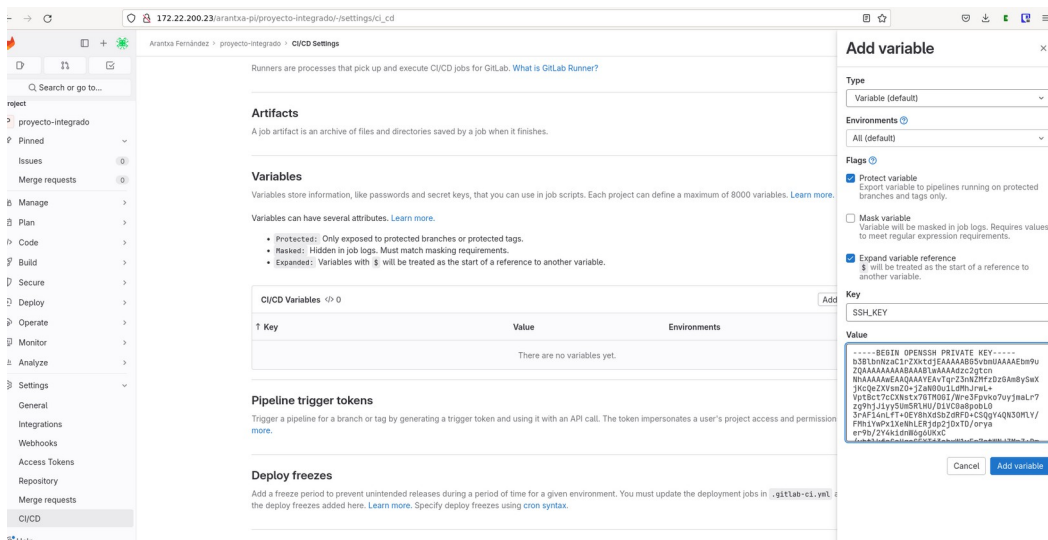 172.22.200.23/arantxa-pi/proyecto-integrado/-/settings/ci_cd
Arantxa Fernández > proyecto-integrado > CI/CD Settings
Search or go to...
proyecto-integrado
Pinned
Issues 0
Merge requests 0
Manage
Plan
Code
Build
Secure
Deploy
Operate
Monitor
Analyze
Settings
General
Integrations
Webhooks
Access Tokens
Repository
Merge requests
CI/CD
Runners are processes that pick up and execute CI/CD jobs for GitLab. What is GitLab Runner?
Artifacts
A job artifact is an archive of files and directories saved by a job when it finishes.
Variables
Variables store information, like passwords and secret keys, that you can use in job scripts. Each project can define a maximum of 8000 variables. Learn more.
Variables can have several attributes. Learn more.
• Protected: Only exposed to protected branches or protected tags.
• Masked: Hidden in job logs. Must match masking requirements.
• Expanded: Variables with $ will be treated as the start of a reference to another variable.
CI/CD Variables </> 0 Add
↑ Key Value Environments
There are no variables yet.
Pipeline trigger tokens
Trigger a pipeline for a branch or tag by generating a trigger token and using it with an API call. The token impersonates a user's project access and permission
more.
Deploy freezes
Add a freeze period to prevent unintended releases during a period of time for a given environment. You must update the deployment jobs in .gitlab-ci.yml
the deploy freezes added here. Learn more. Specify deploy freezes using cron syntax.
Add variable
Type
Variable (default)
Environments
All (default)
Flags
Protect variable
Export variable to pipelines running on protected
branches and tags only.
Mask variable
Variable will be masked in job logs. Requires values
to meet regular expression requirements.
Expand variable reference
$ will be treated as the start of a reference to
another variable.
Key
SSH_KEY
Value
-----BEGIN OPENSSH PRIVATE KEY-----
Cancel Add variable